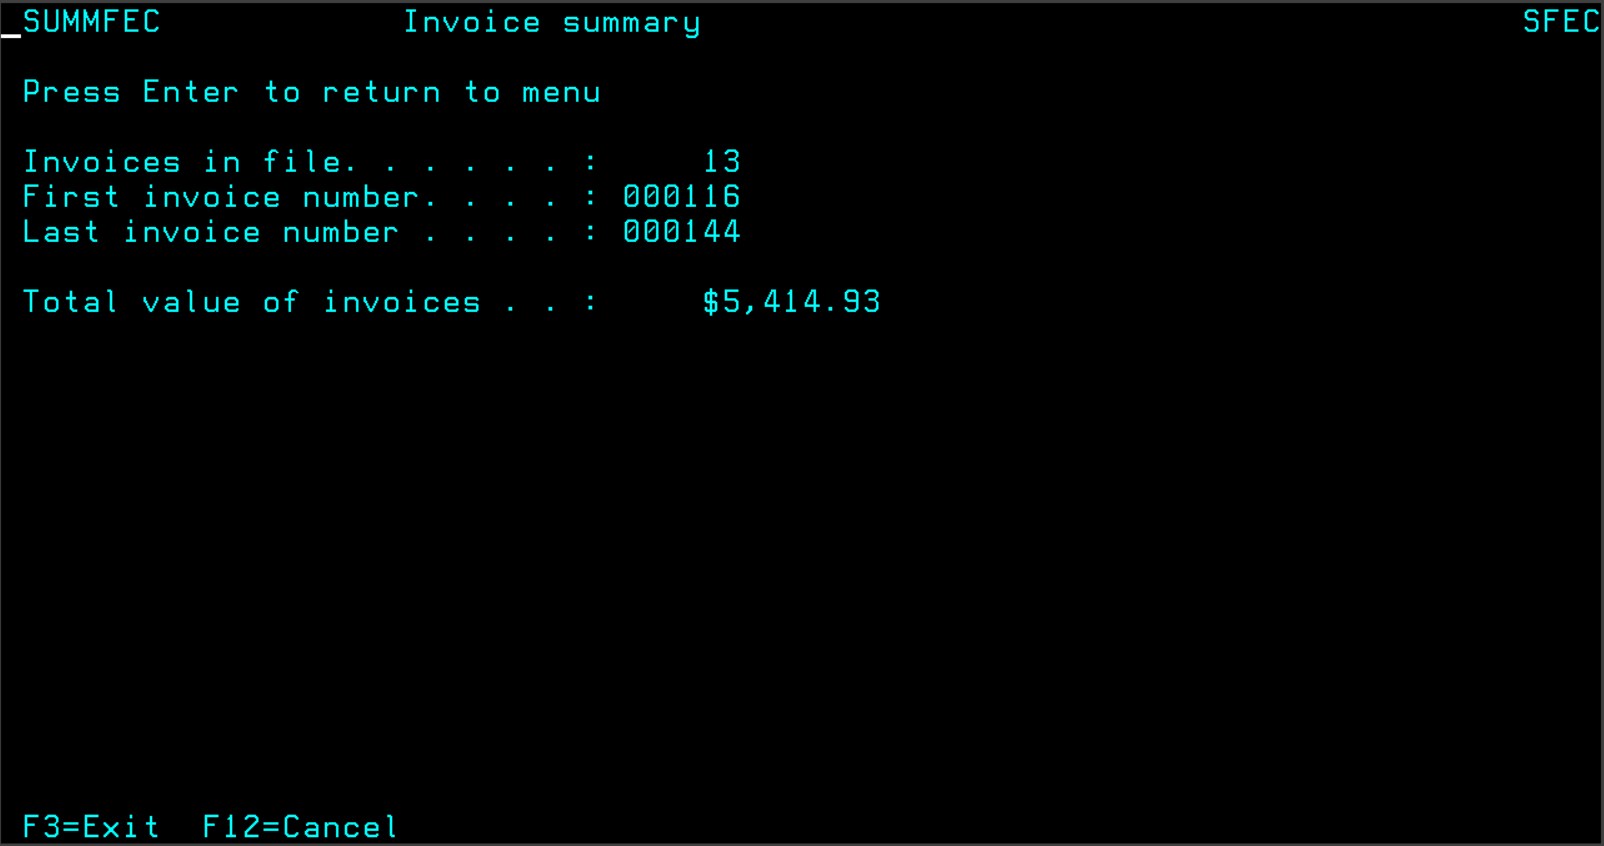 SUMMFEC Invoice summary SFEC
Press Enter to return to menu
Invoices in file. . . . . . : 13
First invoice number. . . . : 000116
Last invoice number . . . . : 000144
Total value of invoices . . : $5,414.93
F3=Exit F12=Cancel